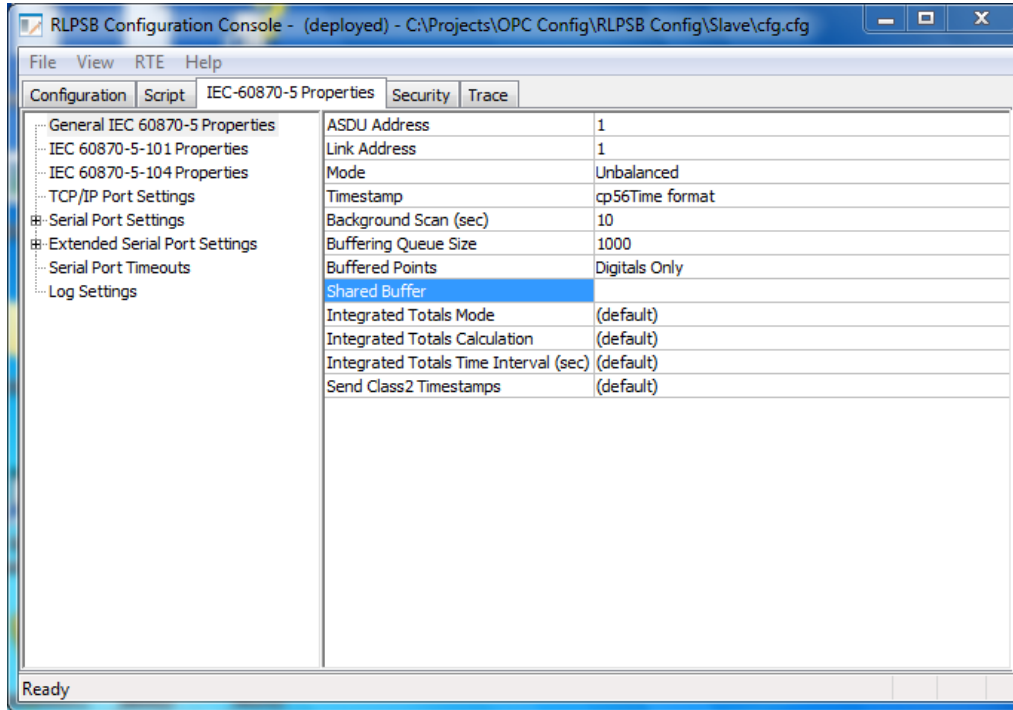 RLPSB Configuration Console - (deployed) - C:\Projects\OPC Config\RLPSB Config\Slave\cfg.cfg
File View RTE Help
Configuration Script IEC-60870-5 Properties Security Trace
General IEC 60870-5 Properties
IEC 60870-5-101 Properties
IEC 60870-5-104 Properties
TCP/IP Port Settings
Serial Port Settings
Extended Serial Port Settings
Serial Port Timeouts
Log Settings
ASDU Address 1
Link Address 1
Mode Unbalanced
Timestamp cp56Time format
Background Scan (sec) 10
Buffering Queue Size 1000
Buffered Points Digitals Only
Shared Buffer
Integrated Totals Mode (default)
Integrated Totals Calculation (default)
Integrated Totals Time Interval (sec) (default)
Send Class2 Timestamps (default)
Ready